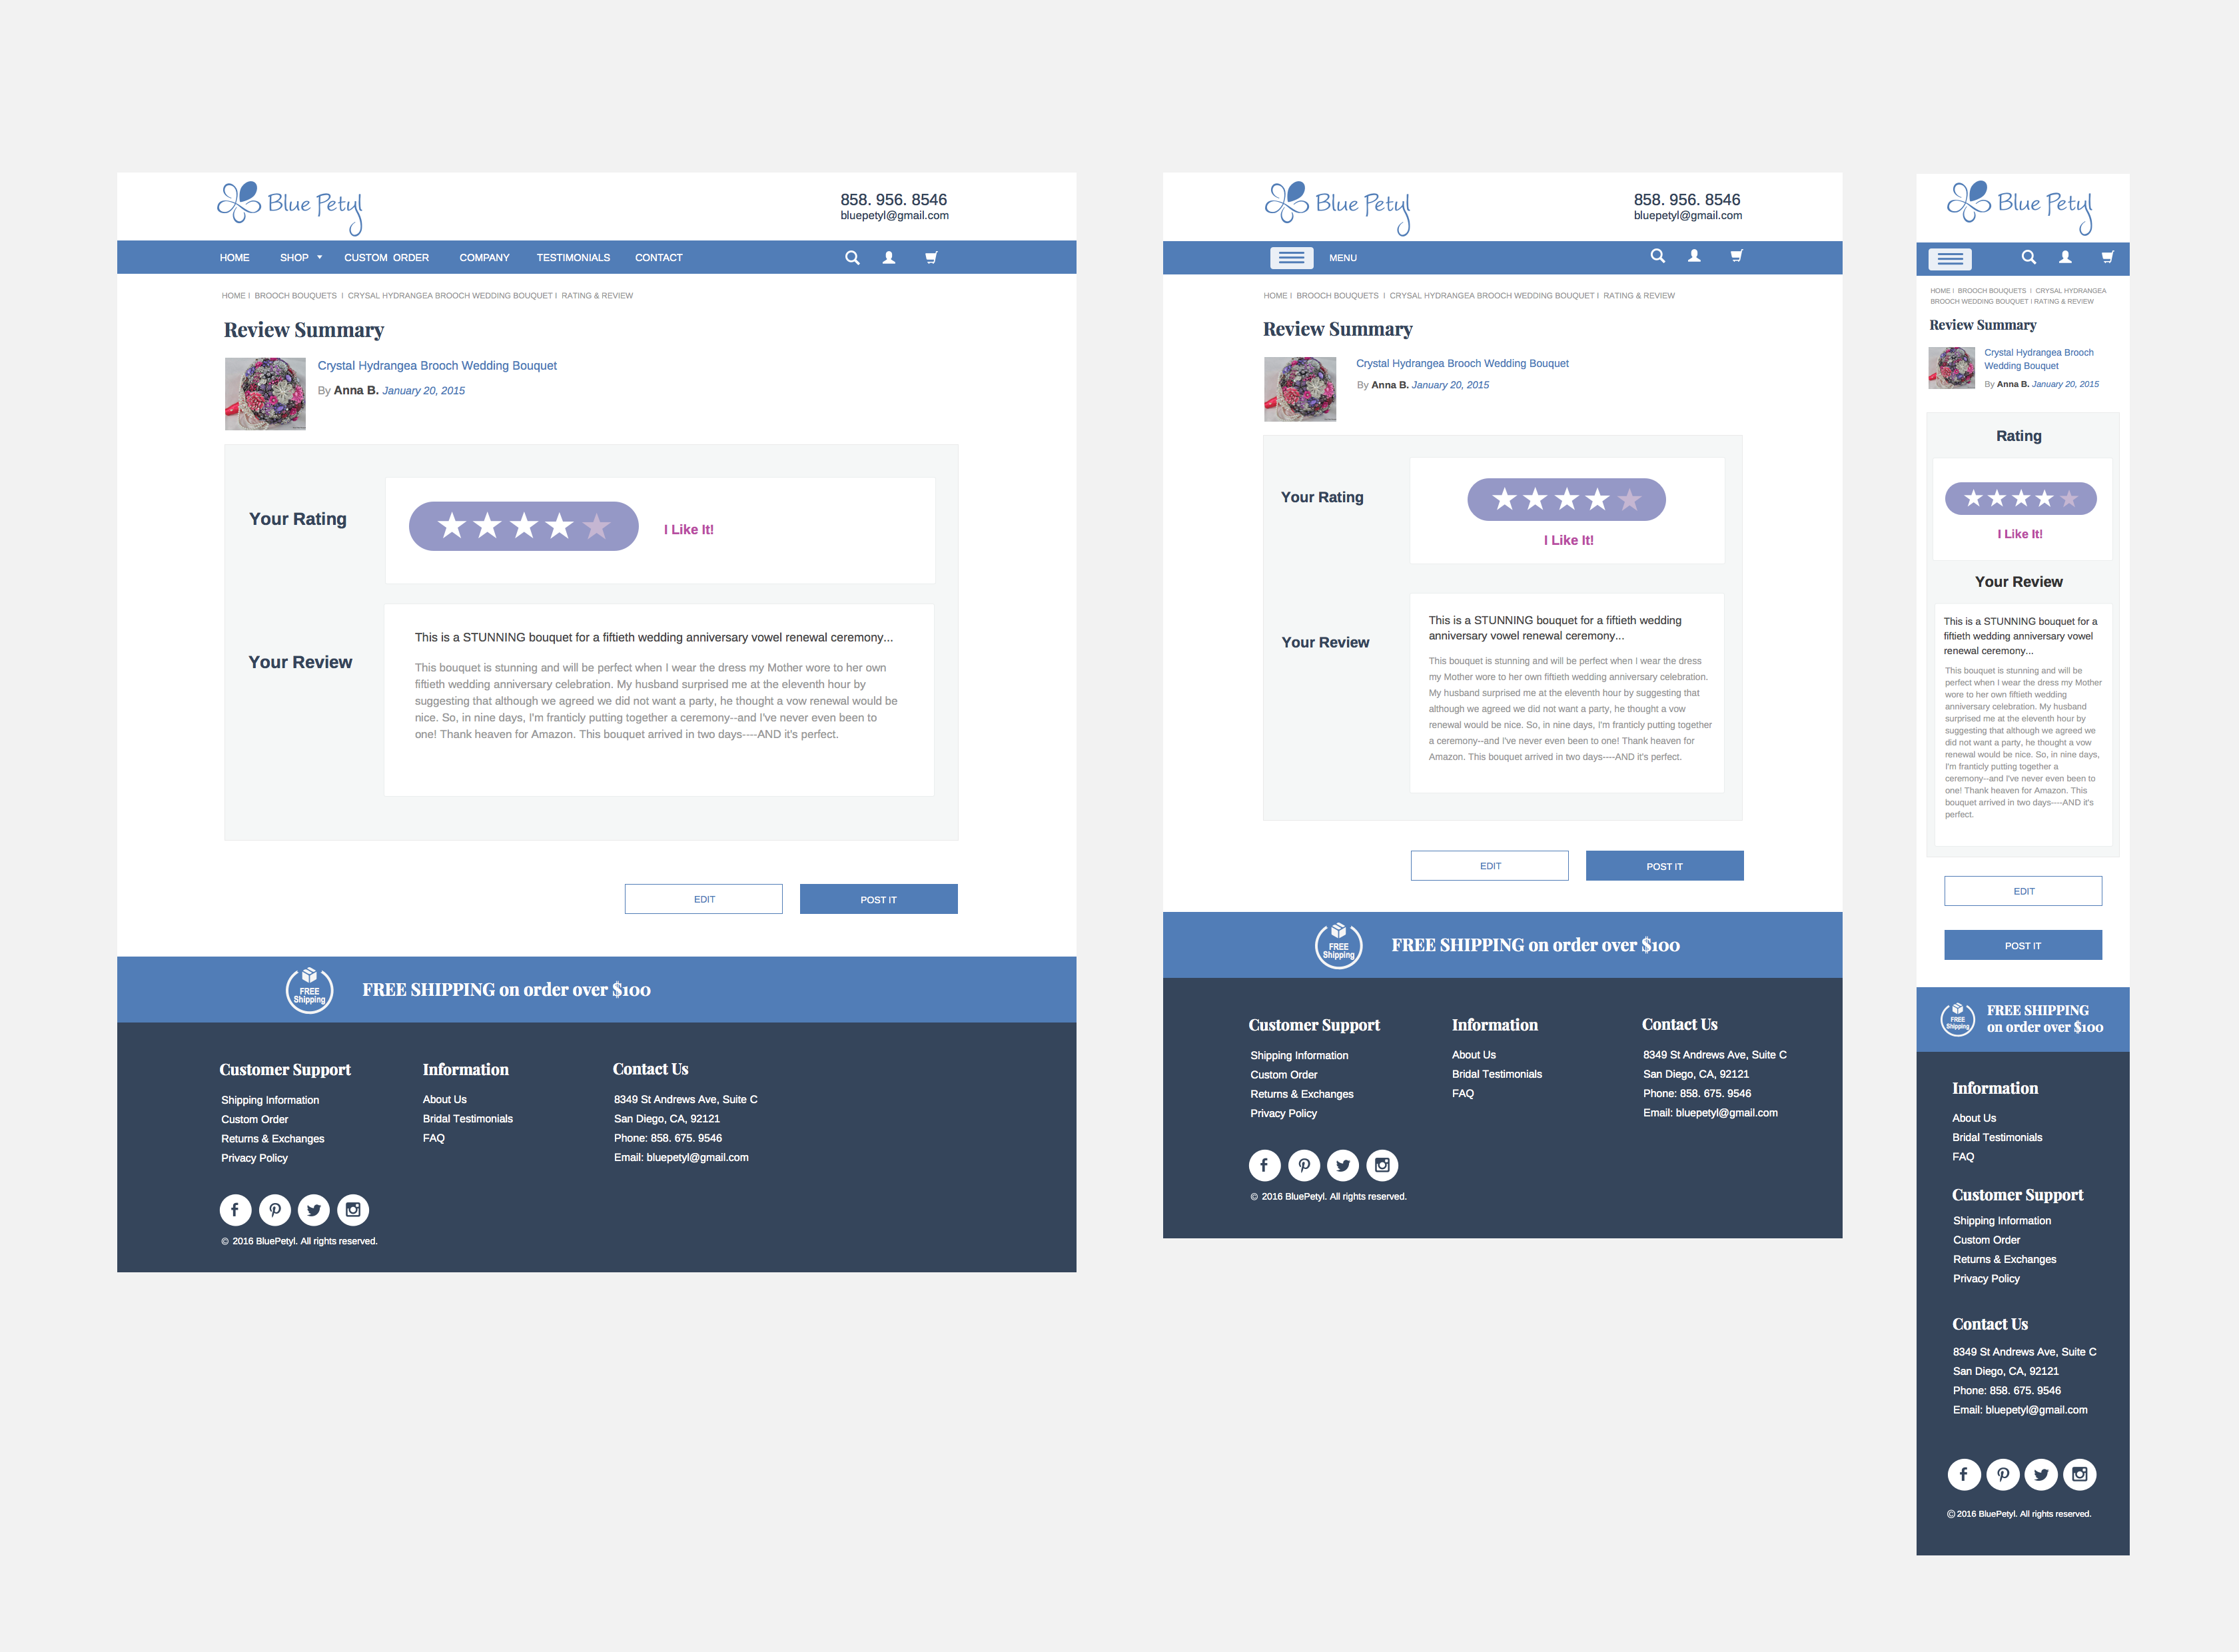 Blue Petyl
858. 956. 8546
bluepetyl@gmail.com
HOME SHOP CUSTOM ORDER COMPANY TESTIMONIALS CONTACT
HOME I BROOCH BOUQUETS I CRYSAL HYDRANGEA BROOCH WEDDING BOUQUET I RATING & REVIEW
Review Summary
Crystal Hydrangea Brooch Wedding Bouquet
By Anna B. January 20, 2015
Your Rating
I Like It!
Your Review
This is a STUNNING bouquet for a fiftieth wedding anniversary vowel renewal ceremony...
This bouquet is stunning and will be perfect when I wear the dress my Mother wore to her own
fiftieth wedding anniversary celebration. My husband surprised me at the eleventh hour by
suggesting that although we agreed we did not want a party, he thought a vow renewal would be
nice. So, in nine days, I'm franticly putting together a ceremony--and I've never even been to
one! Thank heaven for Amazon. This bouquet arrived in two days----AND it's perfect.
EDIT
POST IT
FREE
Shipping
FREE SHIPPING on order over $100
Customer Support
Shipping Information
Custom Order
Returns & Exchanges
Privacy Policy
Information
About Us
Bridal Testimonials
FAQ
Contact Us
8349 St Andrews Ave, Suite C
San Diego, CA, 92121
Phone: 858. 675. 9546
Email: bluepetyl@gmail.com
© 2016 BluePetyl. All rights reserved.
Blue Petyl
858. 956. 8546
bluepetyl@gmail.com
MENU
HOME I BROOCH BOUQUETS I CRYSAL HYDRANGEA BROOCH WEDDING BOUQUET I RATING & REVIEW
Review Summary
Crystal Hydrangea Brooch Wedding Bouquet
By Anna B. January 20, 2015
Your Rating
I Like It!
Your Review
This is a STUNNING bouquet for a fiftieth wedding
anniversary vowel renewal ceremony...
This bouquet is stunning and will be perfect when I wear the dress
my Mother wore to her own fiftieth wedding anniversary celebration.
My husband surprised me at the eleventh hour by suggesting that
although we agreed we did not want a party, he thought a vow
renewal would be nice. So, in nine days, I'm franticly putting together
a ceremony--and I've never even been to one! Thank heaven for
Amazon. This bouquet arrived in two days----AND it's perfect.
EDIT
POST IT
FREE
Shipping
FREE SHIPPING on order over $100
Customer Support
Shipping Information
Custom Order
Returns & Exchanges
Privacy Policy
Information
About Us
Bridal Testimonials
FAQ
Contact Us
8349 St Andrews Ave, Suite C
San Diego, CA, 92121
Phone: 858. 675. 9546
Email: bluepetyl@gmail.com
© 2016 BluePetyl. All rights reserved.
Blue Petyl
HOME I BROOCH BOUQUETS I CRYSAL HYDRANGEA
BROOCH WEDDING BOUQUET I RATING & REVIEW
Review Summary
Crystal Hydrangea Brooch
Wedding Bouquet
By Anna B. January 20, 2015
Rating
I Like It!
Your Review
This is a STUNNING bouquet for a
fiftieth wedding anniversary vowel
renewal ceremony...
This bouquet is stunning and will be
perfect when I wear the dress my Mother
wore to her own fiftieth wedding
anniversary celebration. My husband
surprised me at the eleventh hour by
suggesting that although we agreed we
did not want a party, he thought a vow
renewal would be nice. So, in nine days,
I'm franticly putting together a
ceremony--and I've never even been to
one! Thank heaven for Amazon. This
bouquet arrived in two days----AND it's
perfect.
EDIT
POST IT
FREE
Shipping
FREE SHIPPING
on order over $100
Information
About Us
Bridal Testimonials
FAQ
Customer Support
Shipping Information
Custom Order
Returns & Exchanges
Privacy Policy
Contact Us
8349 St Andrews Ave, Suite C
San Diego, CA, 92121
Phone: 858. 675. 9546
Email: bluepetyl@gmail.com
© 2016 BluePetyl. All rights reserved.